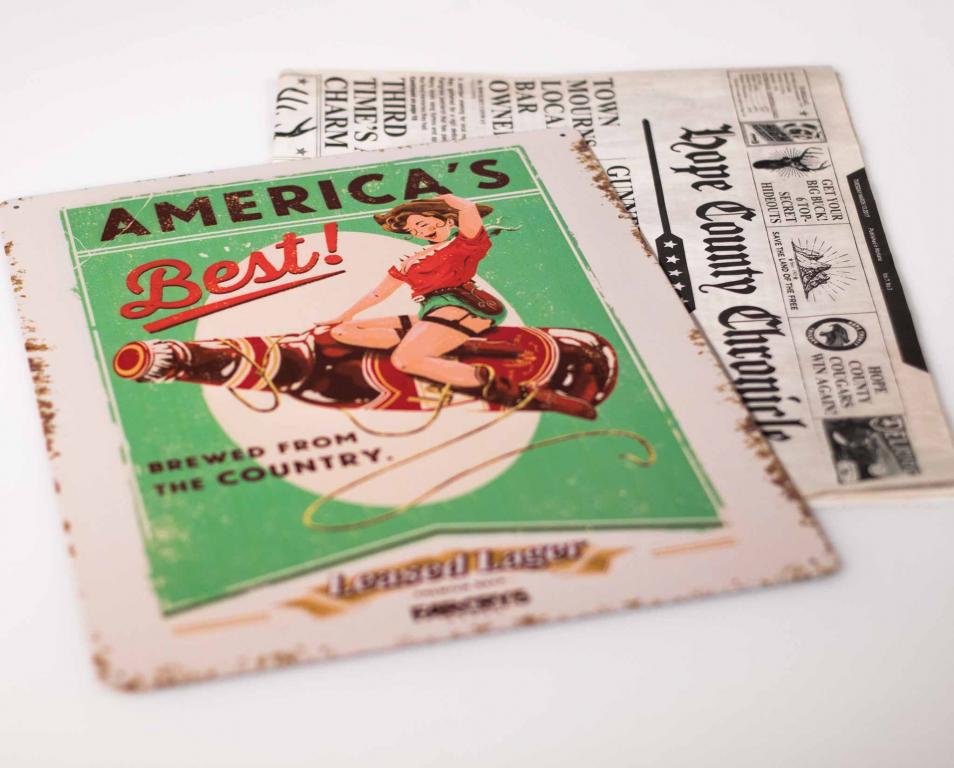 AMERICA'S
Best!
BREWED FROM
THE COUNTRY.
Leased Lager
FARCRY5
Hope County Chronicle
GET YOUR
BIG BUCK:
6 TOP-
SECRET
HIDEOUTS
SAVE THE LAND OF THE FREE
HOPE
COUNTY
COUGARS
WIN AGAIN!
TOWN
MOURNS
LOCA
BAR
OWNE
THIRD
TIME'S A
CHARM